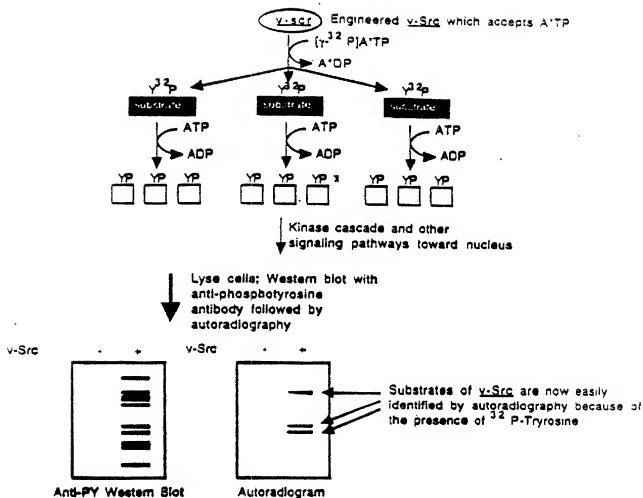 v-scr Engineered v-Src which accepts A*TP
[γ-³² P]A*TP
A*DP
Y³²P Y³²P Y³²P
substrate substrate substrate
ATP ATP ATP
ADP ADP ADP
YP YP YP YP YP YP YP YP YP
Kinase cascade and other
signaling pathways toward nucleus
Lyse cells; Western blot with
anti-phosphotyrosine
antibody followed by
autoradiography
v-Src - + v-Src - +
Substrates of v-Src are now easily
identified by autoradiography because of
the presence of ³² P-Tryrosine
Anti-PY Western Blot Autoradiogram